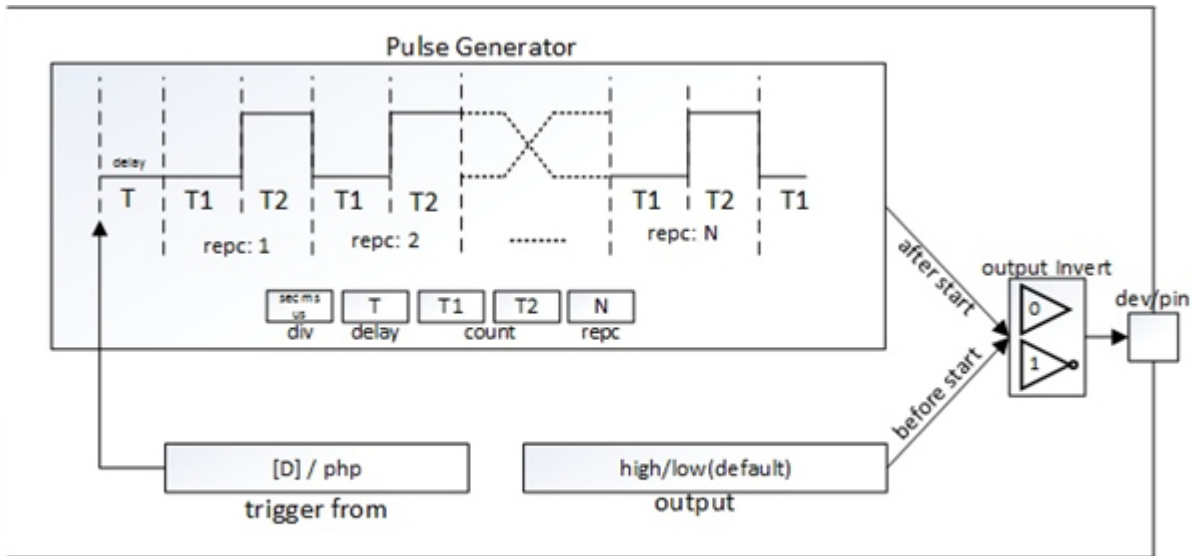 Pulse Generator
delay
T T1 T2 T1 T2 T1 T2 T1
repc: 1 repc: 2 ........ repc: N
sec ms
us
T T1 T2 N
div delay count repc
after start
before start
output Invert
0
1
dev/pin
[D] / php
trigger from
high/low(default)
output